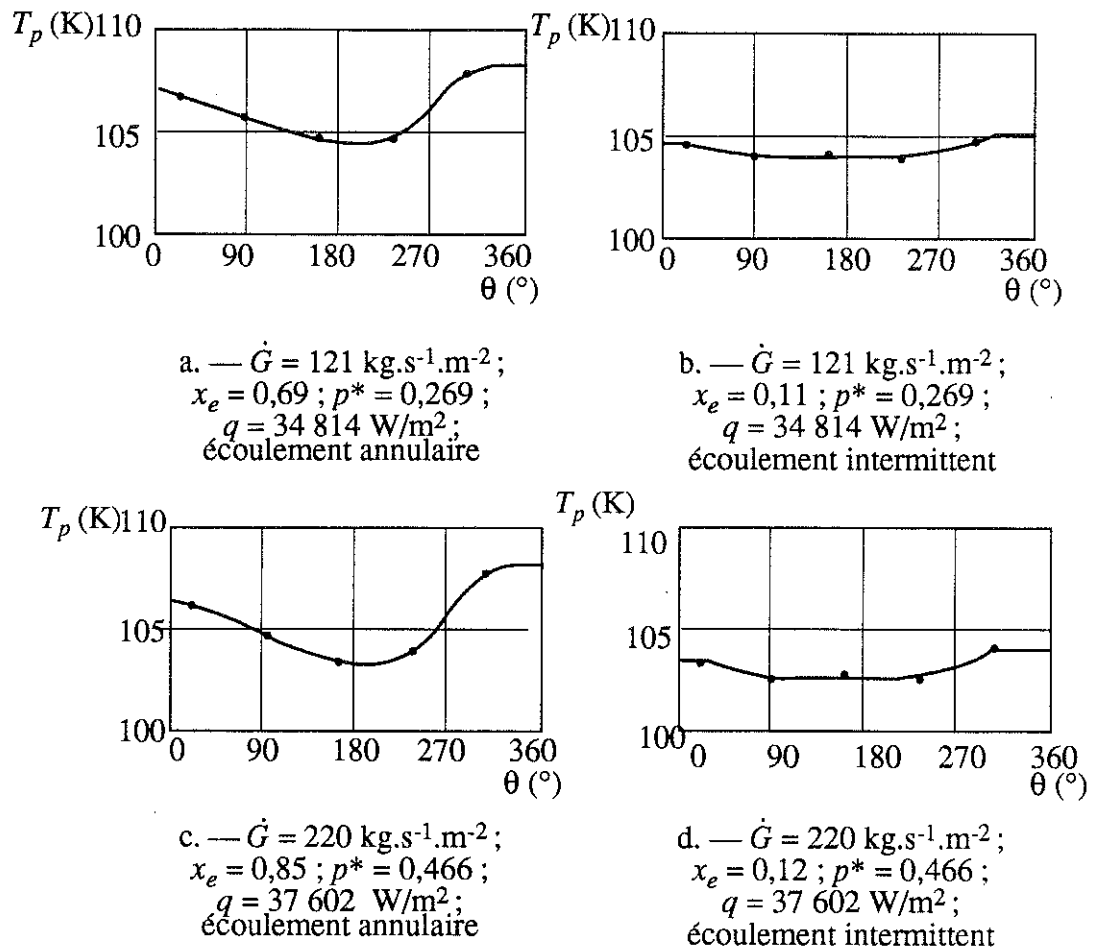 T_p (K) 110
105
100
0 90 180 270 360
θ (°)
a. — Ġ = 121 kg.s⁻¹.m⁻² ;
x_e = 0,69 ; p* = 0,269 ;
q = 34 814 W/m² ;
écoulement annulaire
T_p (K) 110
105
100
0 90 180 270 360
θ (°)
b. — Ġ = 121 kg.s⁻¹.m⁻² ;
x_e = 0,11 ; p* = 0,269 ;
q = 34 814 W/m² ;
écoulement intermittent
T_p (K) 110
105
100
0 90 180 270 360
θ (°)
c. — Ġ = 220 kg.s⁻¹.m⁻² ;
x_e = 0,85 ; p* = 0,466 ;
q = 37 602 W/m² ;
écoulement annulaire
T_p (K)
110
105
100
0 90 180 270 360
θ (°)
d. — Ġ = 220 kg.s⁻¹.m⁻² ;
x_e = 0,12 ; p* = 0,466 ;
q = 37 602 W/m² ;
écoulement intermittent